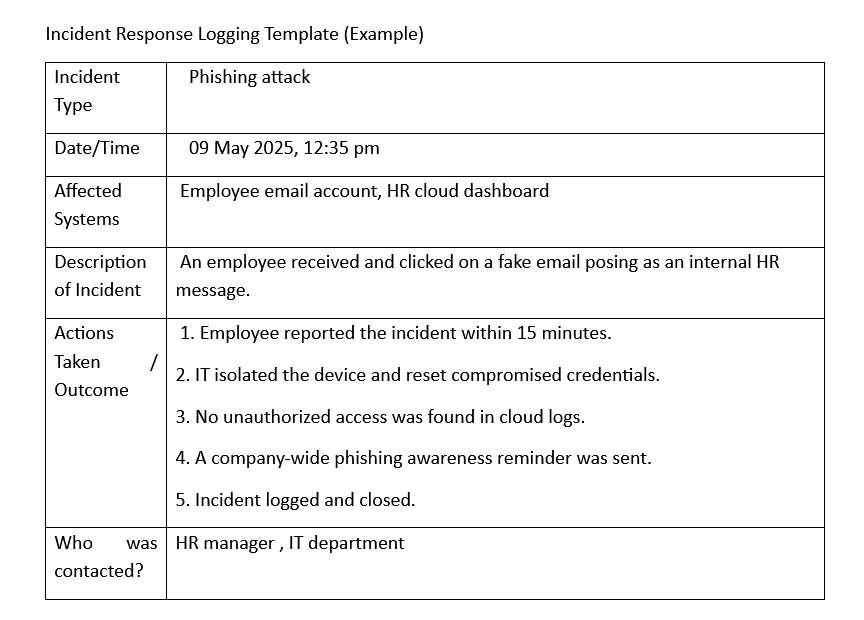 Incident Response Logging Template (Example)
Incident
Type
Phishing attack
Date/Time
09 May 2025, 12:35 pm
Affected
Systems
Employee email account, HR cloud dashboard
Description
of Incident
An employee received and clicked on a fake email posing as an internal HR
message.
Actions
Taken /
Outcome
1. Employee reported the incident within 15 minutes.
2. IT isolated the device and reset compromised credentials.
3. No unauthorized access was found in cloud logs.
4. A company-wide phishing awareness reminder was sent.
5. Incident logged and closed.
Who was
contacted?
HR manager , IT department